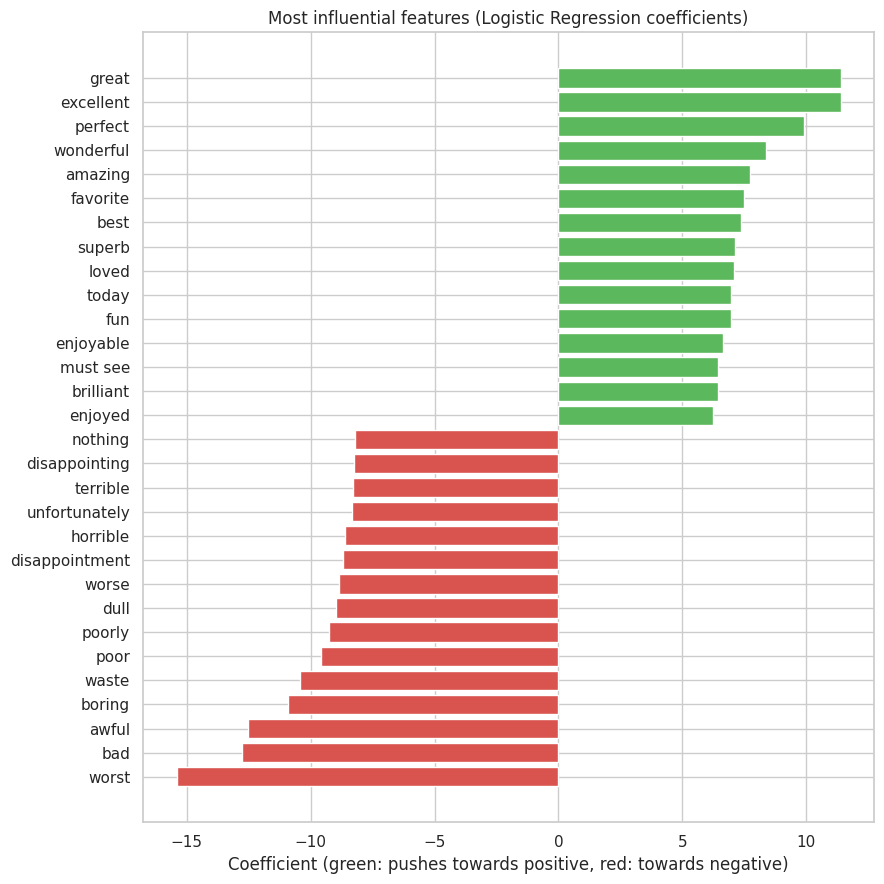 Most influential features (Logistic Regression coefficients)
great
excellent
perfect
wonderful
amazing
favorite
best
superb
loved
today
fun
enjoyable
must see
brilliant
enjoyed
nothing
disappointing
terrible
unfortunately
horrible
disappointment
worse
dull
poorly
poor
waste
boring
awful
bad
worst
−15 −10 −5 0 5 10
Coefficient (green: pushes towards positive, red: towards negative)